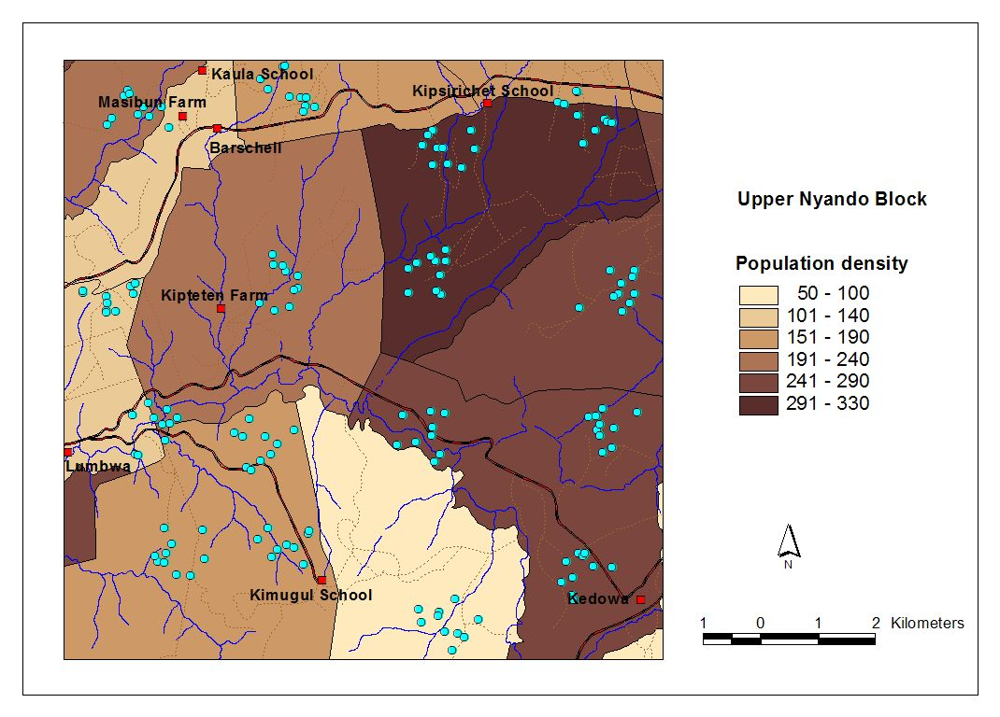 Kaula School
Kipsirichet School
Masibun Farm
Barschell
Upper Nyando Block
Population density
50 - 100
101 - 140
151 - 190
191 - 240
241 - 290
291 - 330
Kipteten Farm
Lumbwa
N
Kimugul School
Kedowa
1 0 1 2 Kilometers